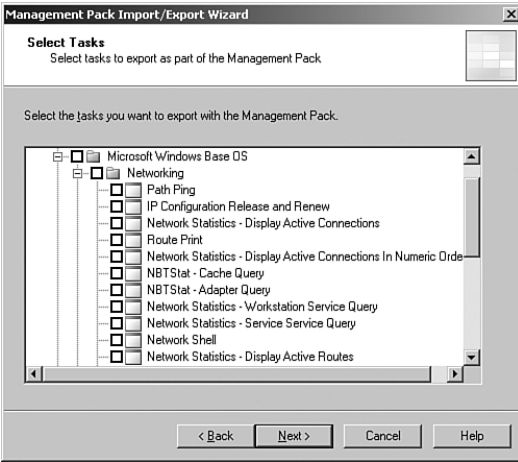 Management Pack Import/Export Wizard
Select Tasks
Select tasks to export as part of the Management Pack
Select the tasks you want to export with the Management Pack.
Microsoft Windows Base OS
Networking
Path Ping
IP Configuration Release and Renew
Network Statistics - Display Active Connections
Route Print
Network Statistics - Display Active Connections In Numeric Orde
NBTStat - Cache Query
NBTStat - Adapter Query
Network Statistics - Workstation Service Query
Network Statistics - Service Service Query
Network Shell
Network Statistics - Display Active Routes
< Back Next > Cancel Help